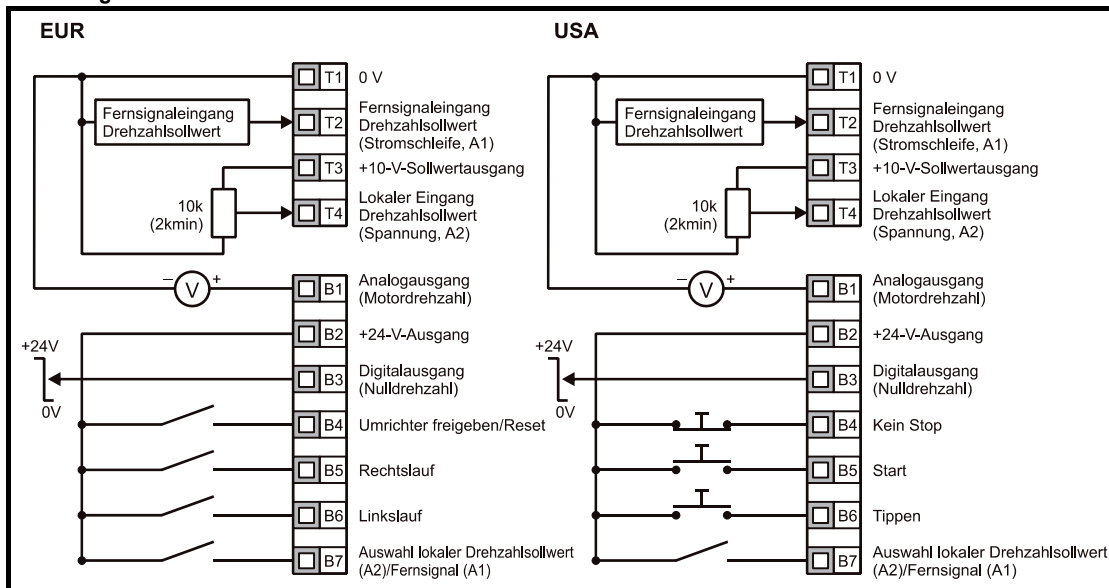 EUR
T1 0 V
Fernsignaleingang
Drehzahlsollwert
T2 Fernsignaleingang
Drehzahlsollwert
(Stromschleife, A1)
T3 +10-V-Sollwertausgang
10k
(2kmin)
T4 Lokaler Eingang
Drehzahlsollwert
(Spannung, A2)
– V +
B1 Analogausgang
(Motordrehzahl)
B2 +24-V-Ausgang
+24V
0V
B3 Digitalausgang
(Nulldrehzahl)
B4 Umrichter freigeben/Reset
B5 Rechtslauf
B6 Linkslauf
B7 Auswahl lokaler Drehzahlsollwert
(A2)/Fernsignal (A1)
USA
T1 0 V
Fernsignaleingang
Drehzahlsollwert
T2 Fernsignaleingang
Drehzahlsollwert
(Stromschleife, A1)
T3 +10-V-Sollwertausgang
10k
(2kmin)
T4 Lokaler Eingang
Drehzahlsollwert
(Spannung, A2)
– V +
B1 Analogausgang
(Motordrehzahl)
B2 +24-V-Ausgang
+24V
0V
B3 Digitalausgang
(Nulldrehzahl)
B4 Kein Stop
B5 Start
B6 Tippen
B7 Auswahl lokaler Drehzahlsollwert
(A2)/Fernsignal (A1)